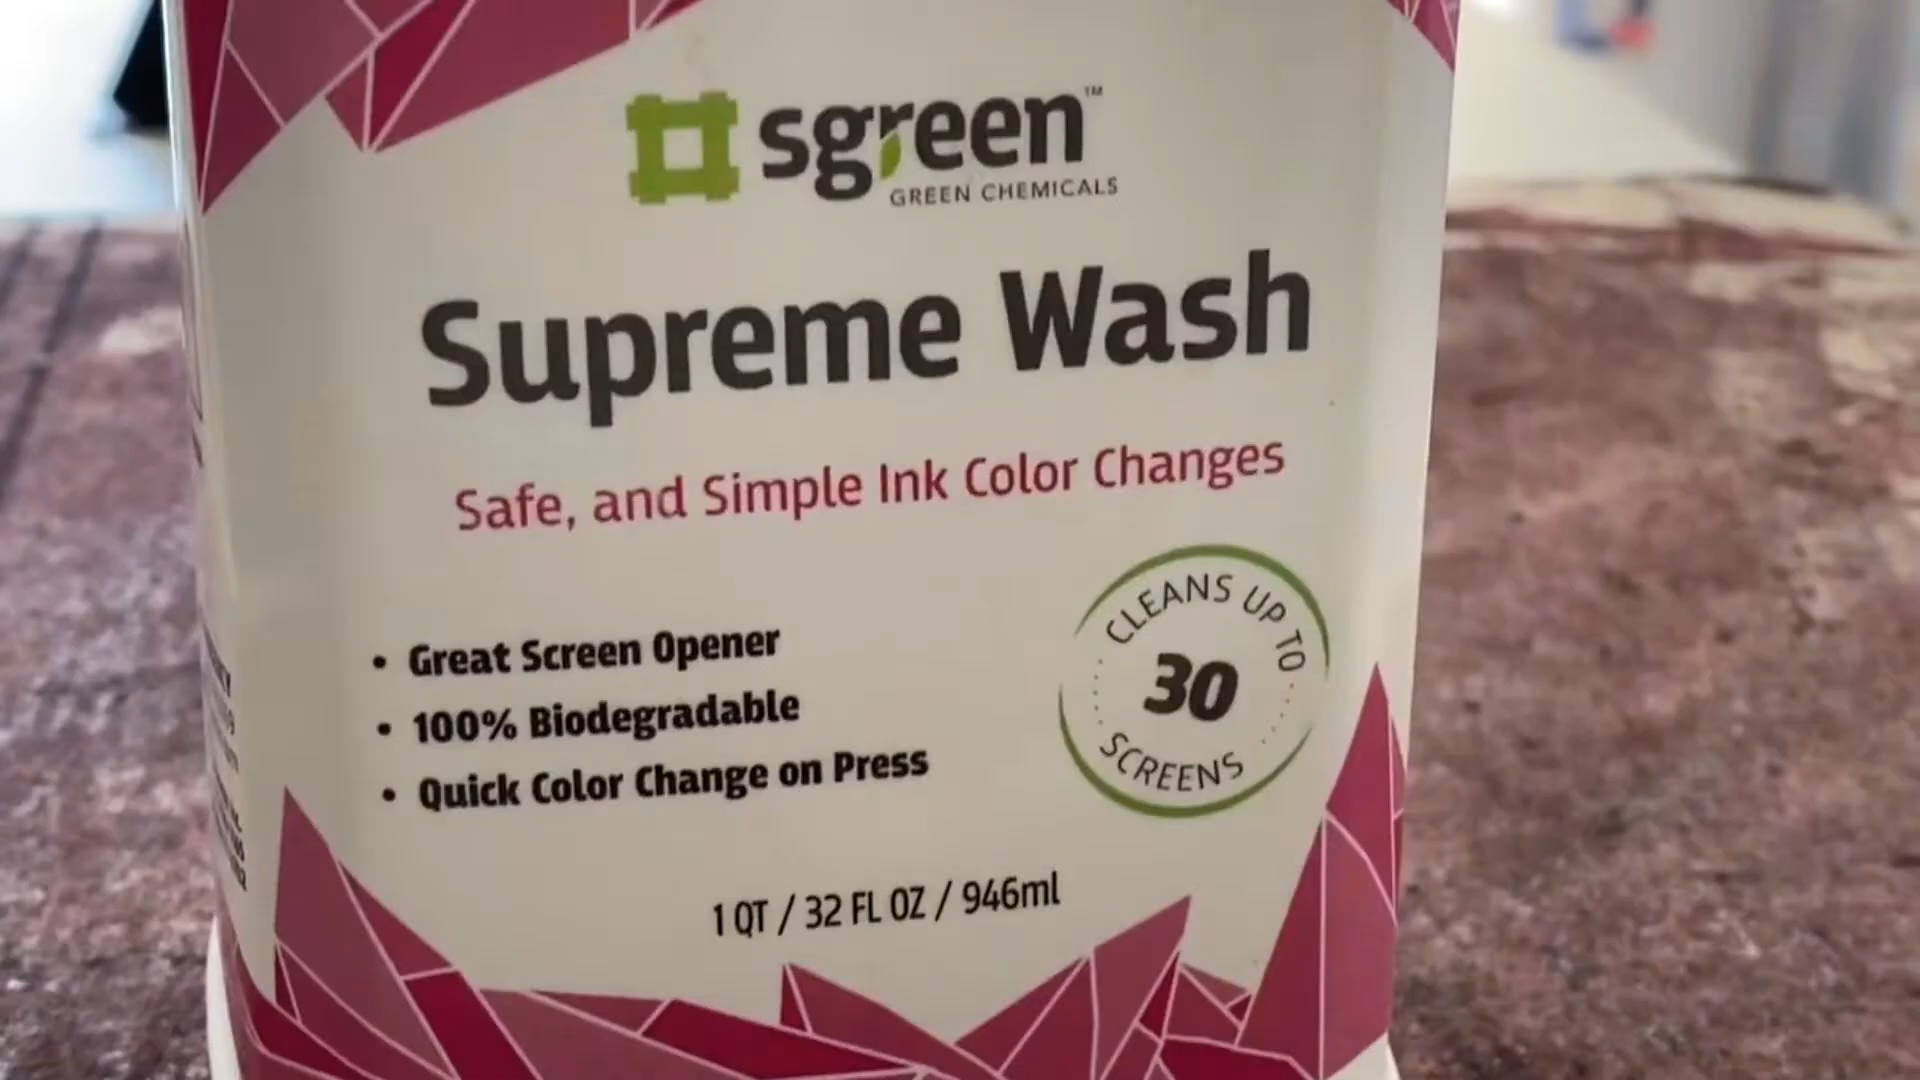 sgreen™
GREEN CHEMICALS
Supreme Wash
Safe, and Simple Ink Color Changes
• Great Screen Opener
• 100% Biodegradable
• Quick Color Change on Press
CLEANS UP TO
30
SCREENS
1 QT / 32 FL OZ / 946ml